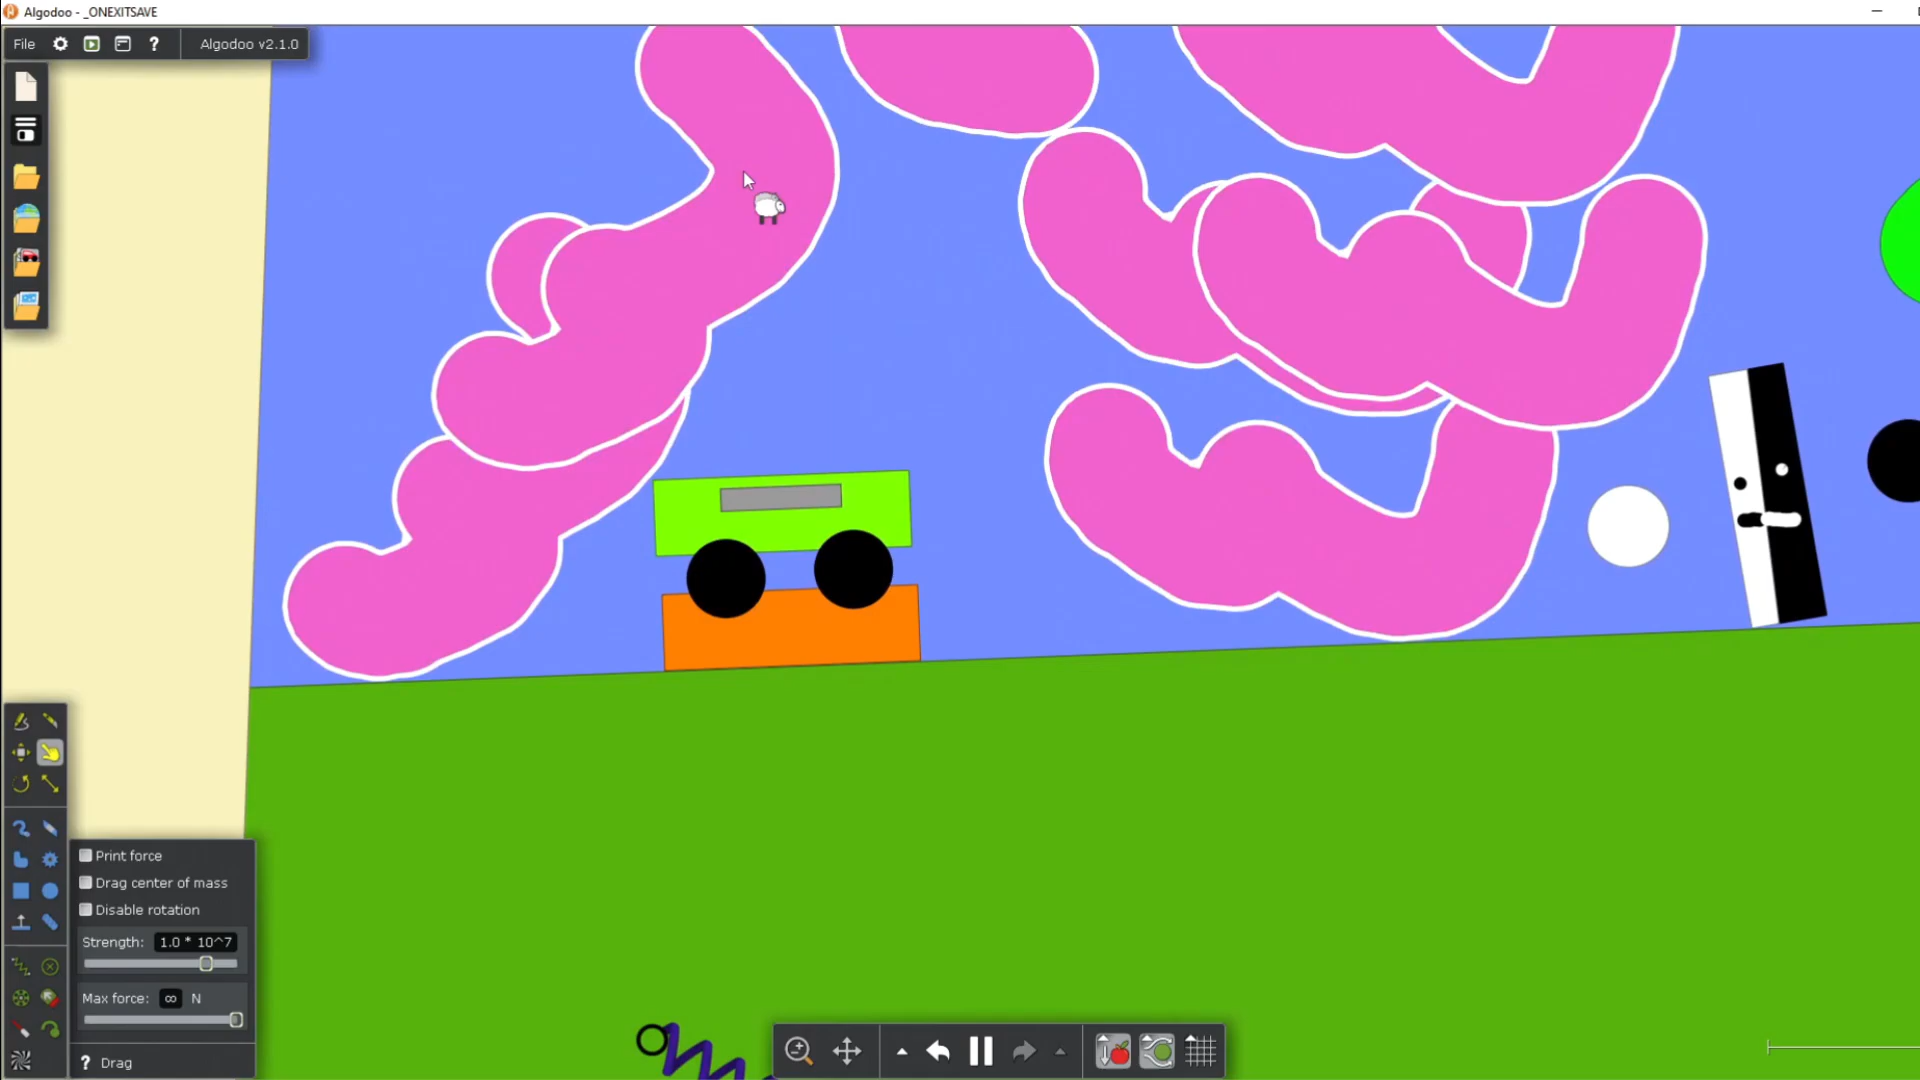 Algodoo - _ONEXITSAVE
File ? Algodoo v2.1.0
Print force
Drag center of mass
Disable rotation
Strength: 1.0 * 10^7
Max force: ∞ N
? Drag